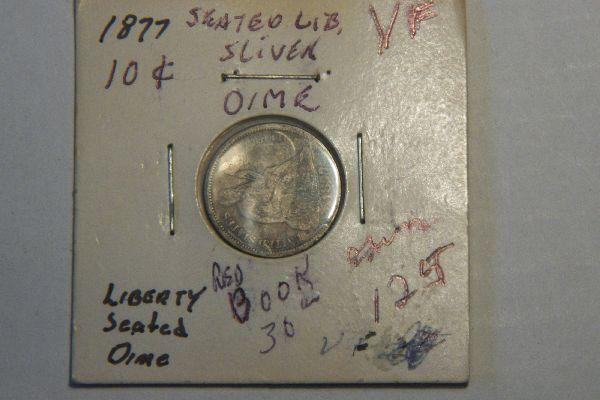 1877 SEATED LIB. VF
10¢ SLIVER
DIME
RED
BOOK 125
30
LIBERTY
Seated
Dime
VF